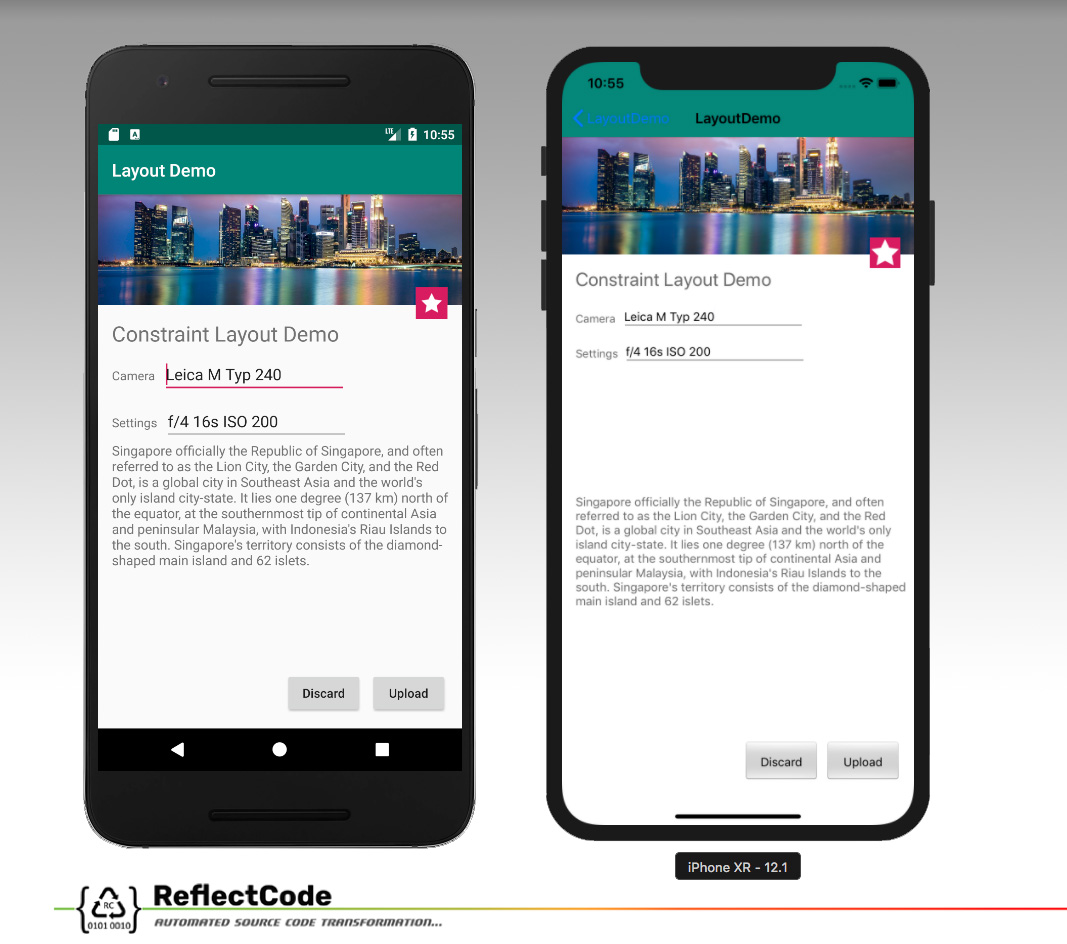 LTE 10:55
Layout Demo
Constraint Layout Demo
Camera Leica M Typ 240
Settings f/4 16s ISO 200
Singapore officially the Republic of Singapore, and often
referred to as the Lion City, the Garden City, and the Red
Dot, is a global city in Southeast Asia and the world's
only island city-state. It lies one degree (137 km) north of
the equator, at the southernmost tip of continental Asia
and peninsular Malaysia, with Indonesia's Riau Islands to
the south. Singapore's territory consists of the diamond-
shaped main island and 62 islets.
Discard Upload
10:55
LayoutDemo LayoutDemo
Constraint Layout Demo
Camera Leica M Typ 240
Settings f/4 16s ISO 200
Singapore officially the Republic of Singapore, and often
referred to as the Lion City, the Garden City, and the Red
Dot, is a global city in Southeast Asia and the world's only
island city-state. It lies one degree (137 km) north of the
equator, at the southernmost tip of continental Asia and
peninsular Malaysia, with Indonesia's Riau Islands to the
south. Singapore's territory consists of the diamond-shaped
main island and 62 islets.
Discard Upload
iPhone XR - 12.1
RC
0101 0010
ReflectCode
AUTOMATED SOURCE CODE TRANSFORMATION...